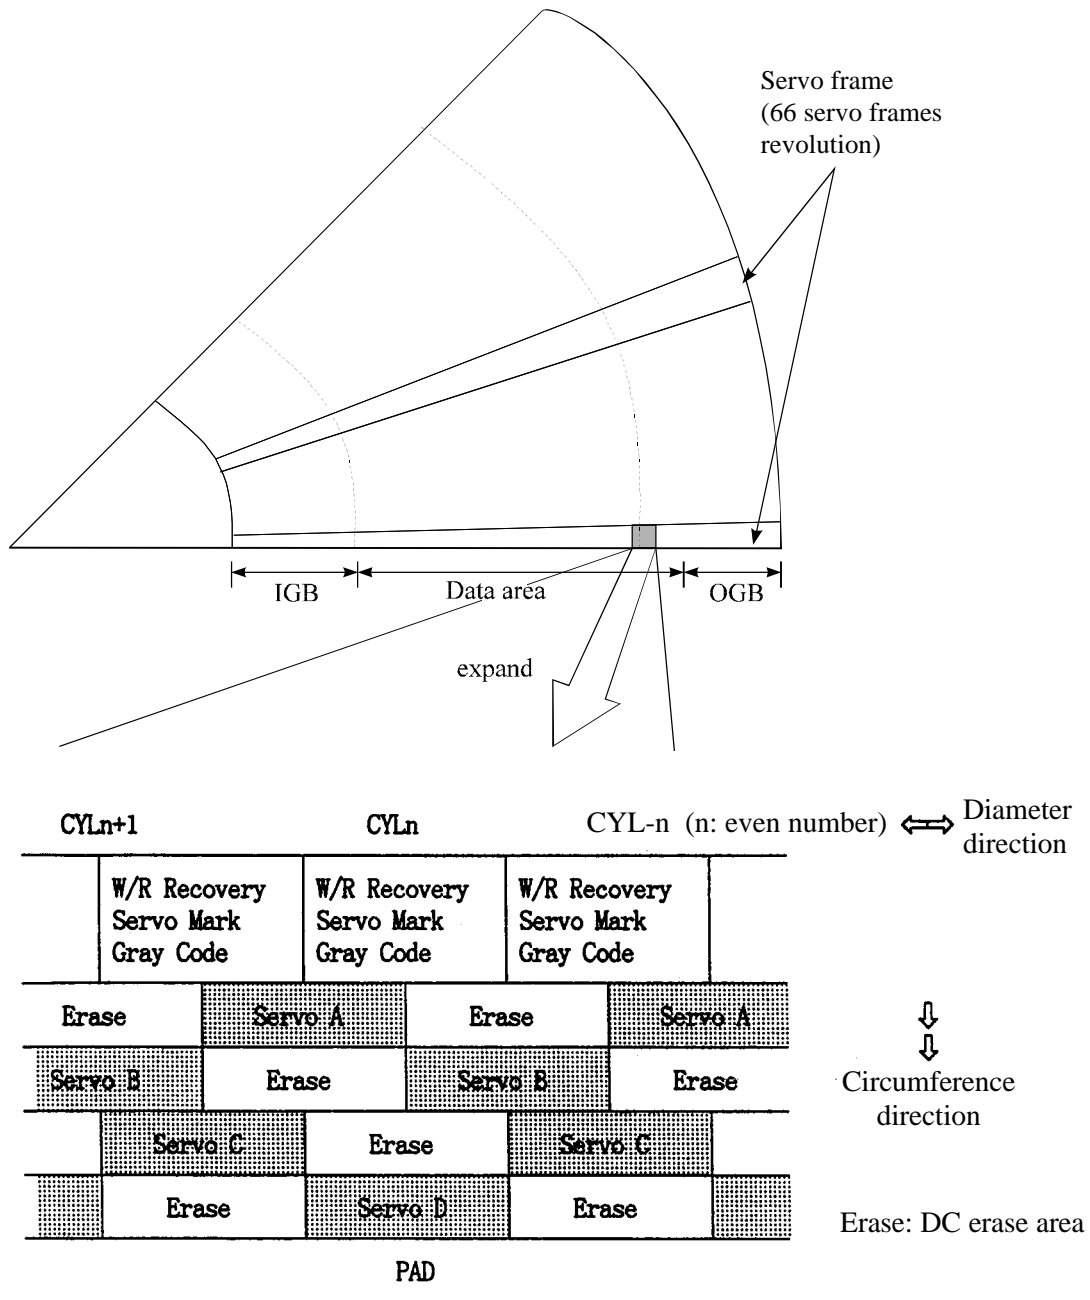 Servo frame
(66 servo frames
revolution)
IGB
Data area
OGB
expand
CYLn+1
CYLn
CYL-n (n: even number)
Diameter
direction
W/R Recovery
Servo Mark
Gray Code
W/R Recovery
Servo Mark
Gray Code
W/R Recovery
Servo Mark
Gray Code
Erase
Servo A
Erase
Servo A
Servo B
Erase
Servo B
Erase
Circumference
direction
Servo C
Erase
Servo C
Erase
Servo D
Erase
Erase: DC erase area
PAD